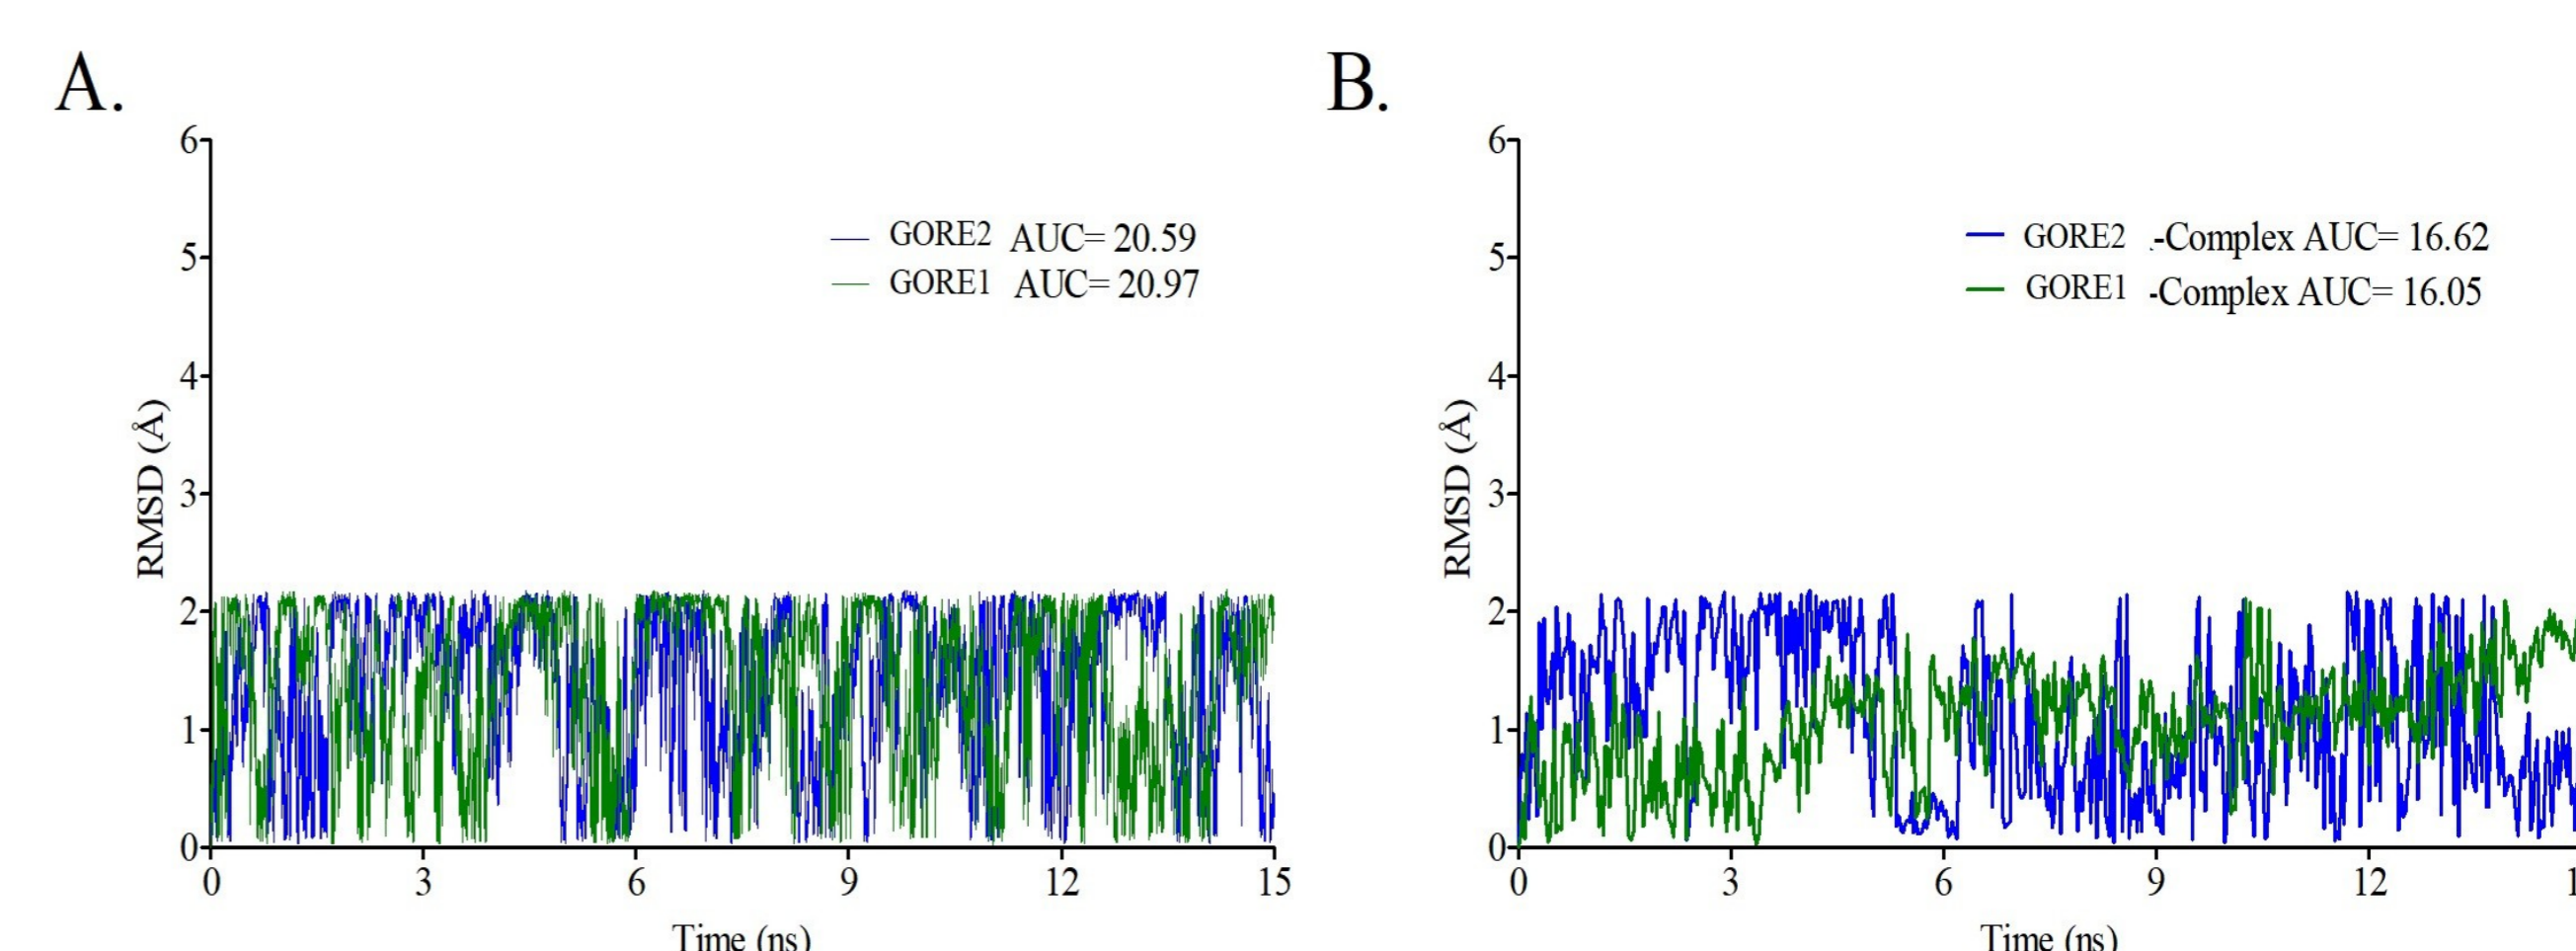 A.
6
5
4
3
2
1
0
RMSD (Å)
GORE2 AUC= 20.59
GORE1 AUC= 20.97
0 3 6 9 12 15
Time (ns)
B.
6
5
4
3
2
1
0
RMSD (Å)
GORE2 .-Complex AUC= 16.62
GORE1 -Complex AUC= 16.05
0 3 6 9 12 1
Time (ns)